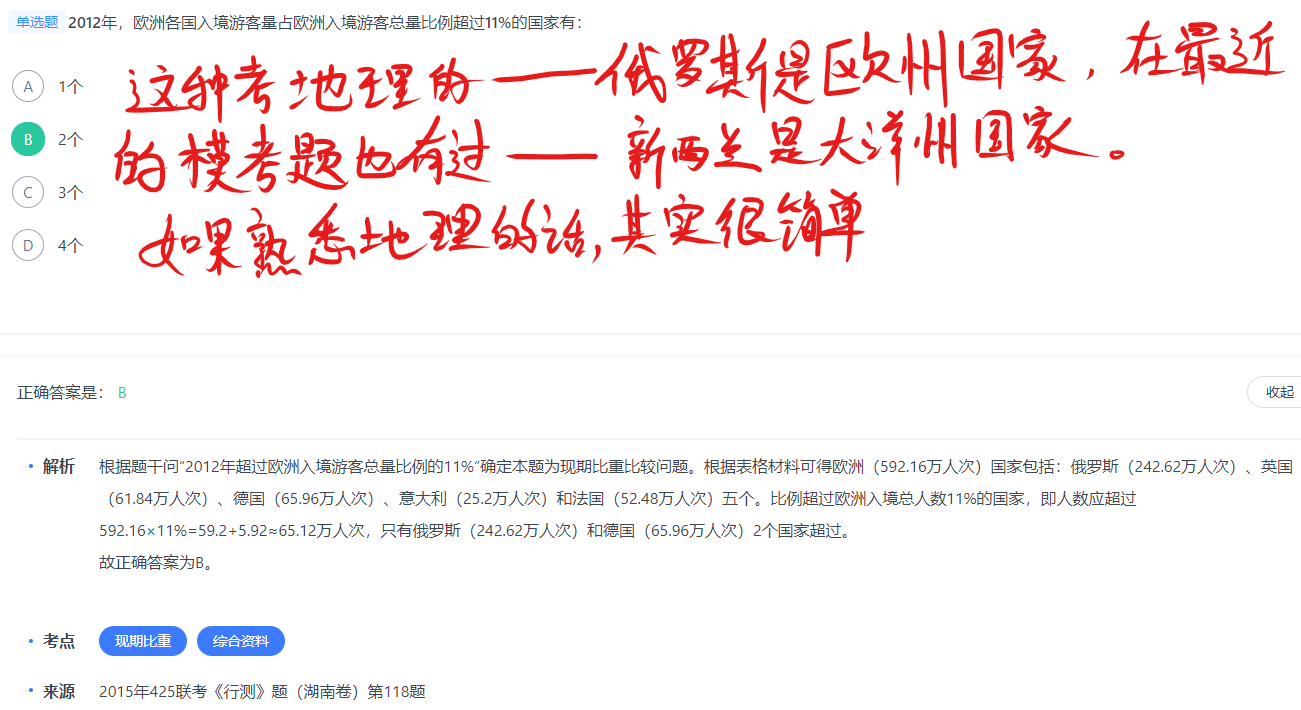 单选题 2012年，欧洲各国入境游客量占欧洲入境游客总量比例超过11%的国家有：
A 1个
B 2个
C 3个
D 4个
这种考地理的——俄罗斯是欧州国家，在最近
的模考题也有过——新西兰是大洋州国家。
如果熟悉地理的话,其实很简单
正确答案是： B
收起
解析 根据题干问“2012年超过欧洲入境游客总量比例的11%”确定本题为现期比重比较问题。根据表格材料可得欧洲（592.16万人次）国家包括：俄罗斯（242.62万人次）、英国
（61.84万人次）、德国（65.96万人次）、意大利（25.2万人次）和法国（52.48万人次）五个。比例超过欧洲入境总人数11%的国家，即人数应超过
592.16×11%=59.2+5.92≈65.12万人次，只有俄罗斯（242.62万人次）和德国（65.96万人次）2个国家超过。
故正确答案为B。
考点 现期比重 综合资料
来源 2015年425联考《行测》题（湖南卷）第118题